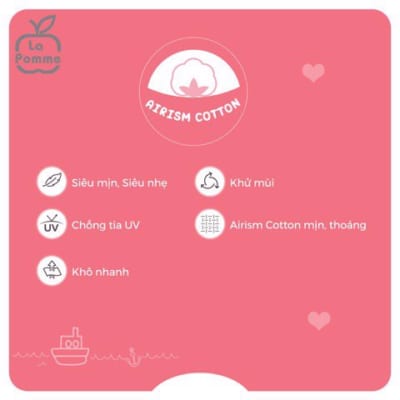 La
Pomme
AIRISM COTTON
Siêu mịn, Siêu nhẹ
Khử mùi
UV
Chống tia UV
Airism Cotton mịn, thoáng
Khô nhanh